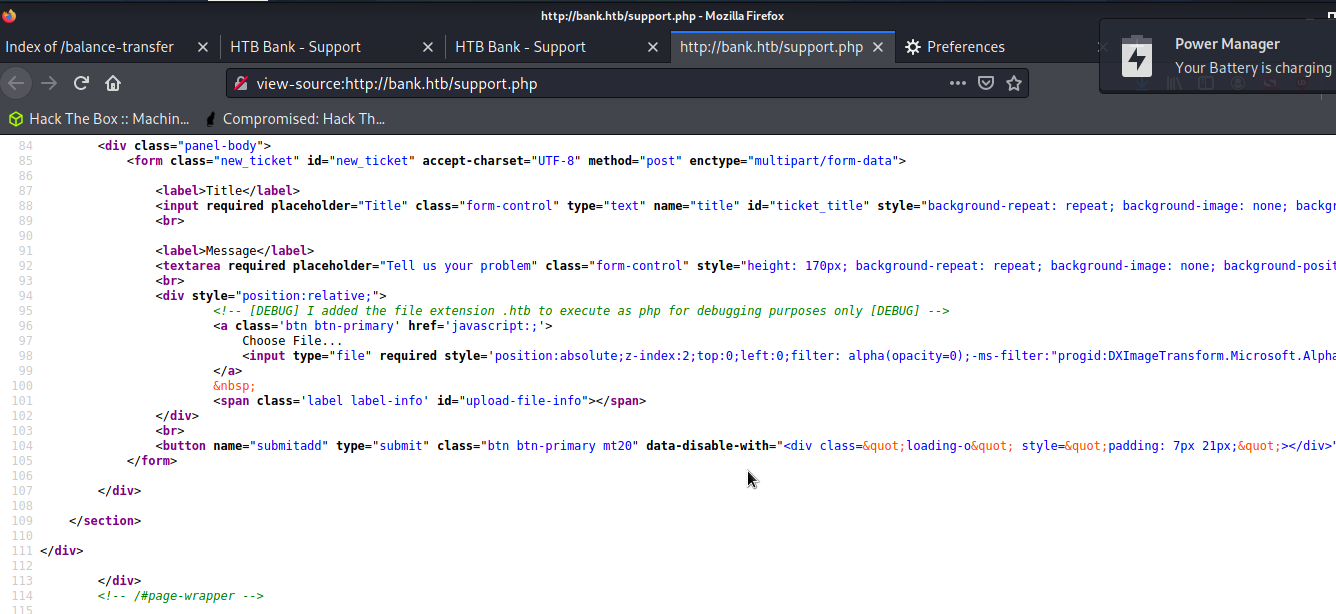 http://bank.htb/support.php - Mozilla Firefox
Index of /balance-transfer
HTB Bank - Support
HTB Bank - Support
http://bank.htb/support.php
Preferences
Power Manager
Your Battery is charging
view-source:http://bank.htb/support.php
Hack The Box :: Machin...
Compromised: Hack Th...
84 <div class="panel-body">
85 <form class="new_ticket" id="new_ticket" accept-charset="UTF-8" method="post" enctype="multipart/form-data">
86
87 <label>Title</label>
88 <input required placeholder="Title" class="form-control" type="text" name="title" id="ticket_title" style="background-repeat: repeat; background-image: none; backgr
89 <br>
90
91 <label>Message</label>
92 <textarea required placeholder="Tell us your problem" class="form-control" style="height: 170px; background-repeat: repeat; background-image: none; background-posit
93 <br>
94 <div style="position:relative;">
95 <!-- [DEBUG] I added the file extension .htb to execute as php for debugging purposes only [DEBUG] -->
96 <a class='btn btn-primary' href='javascript:;'>
97 Choose File...
98 <input type="file" required style='position:absolute;z-index:2;top:0;left:0;filter: alpha(opacity=0);-ms-filter:"progid:DXImageTransform.Microsoft.Alpha
99 </a>
100 &nbsp;
101 <span class='label label-info' id="upload-file-info"></span>
102 </div>
103 <br>
104 <button name="submitadd" type="submit" class="btn btn-primary mt20" data-disable-with="<div class=&quot;loading-o&quot; style=&quot;padding: 7px 21px;&quot;></div>"
105 </form>
106
107 </div>
108
109 </section>
110
111 </div>
112
113 </div>
114 <!-- /#page-wrapper -->
115